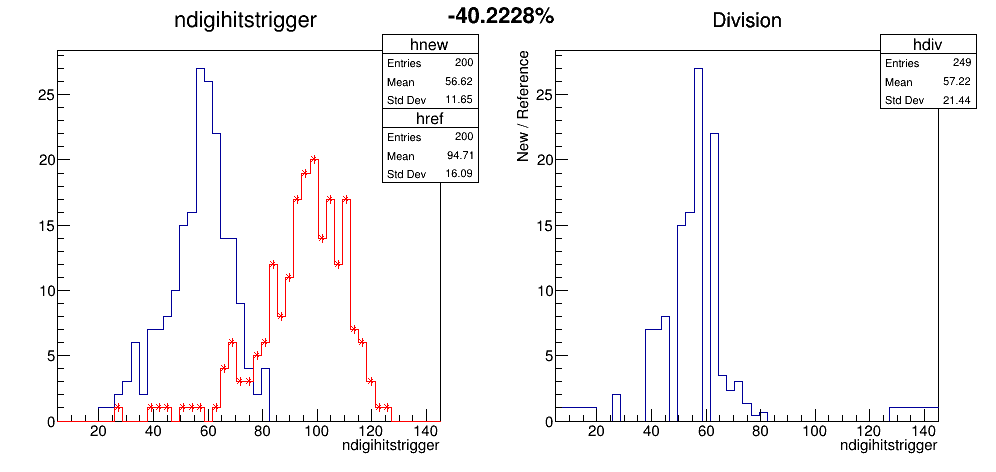 -40.2228%
ndigihitstrigger
hnew
Entries 200
Mean 56.62
Std Dev 11.65
href
Entries 200
Mean 94.71
Std Dev 16.09
25
20
15
10
5
0
20 40 60 80 100 120 140
ndigihitstrigger
Division
hdiv
Entries 249
Mean 57.22
Std Dev 21.44
New / Reference
25
20
15
10
5
0
20 40 60 80 100 120 140
ndigihitstrigger